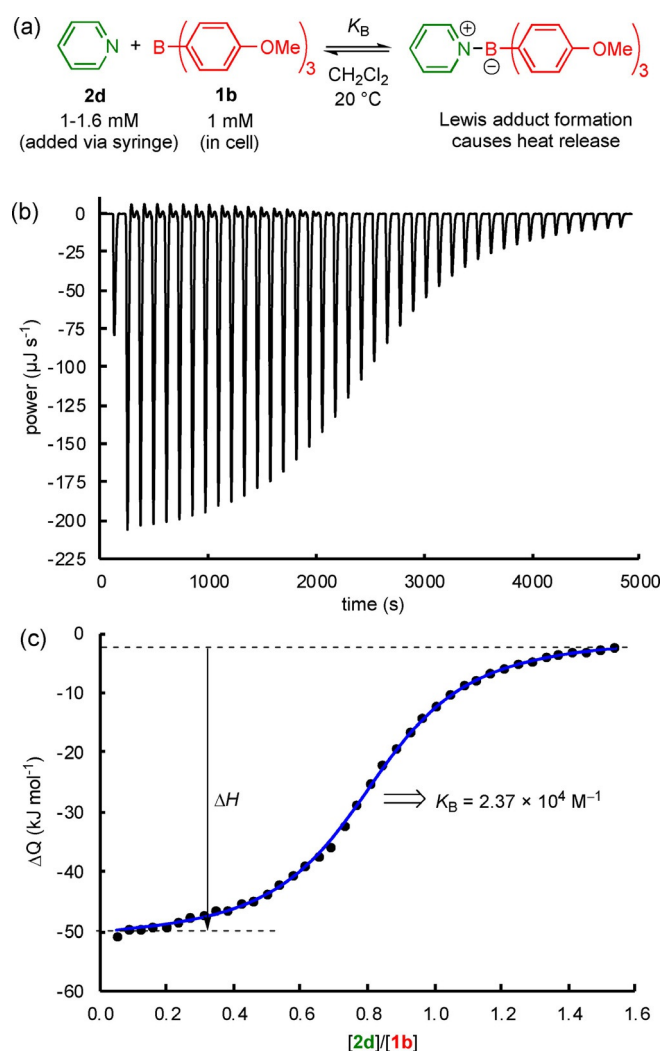 (a)
N + B ( OMe )3
K_B
CH2Cl2
20 °C
⊕
N B ( OMe )3
⊖
2d 1b
1-1.6 mM 1 mM
(added via syringe) (in cell)
Lewis adduct formation
causes heat release
(b)
power (µJ s⁻¹)
0
-25
-50
-75
-100
-125
-150
-175
-200
-225
0 1000 2000 3000 4000 5000
time (s)
(c)
ΔQ (kJ mol⁻¹)
0
-10
-20
-30
-40
-50
-60
ΔH
K_B = 2.37 × 10⁴ M⁻¹
0.0 0.2 0.4 0.6 0.8 1.0 1.2 1.4 1.6
[2d]/[1b]